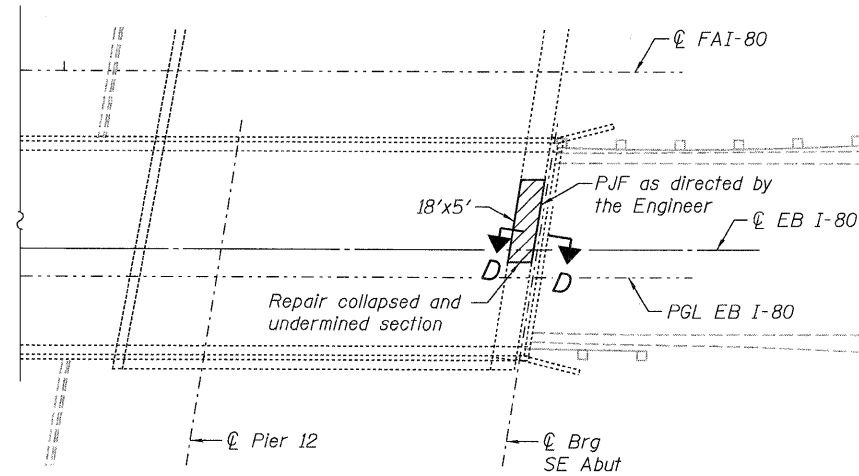 ℄ FAI-80
18'x5'
PJF as directed by
the Engineer
℄ EB I-80
D
D
Repair collapsed and
undermined section
PGL EB I-80
℄ Pier 12
℄ Brg
SE Abut